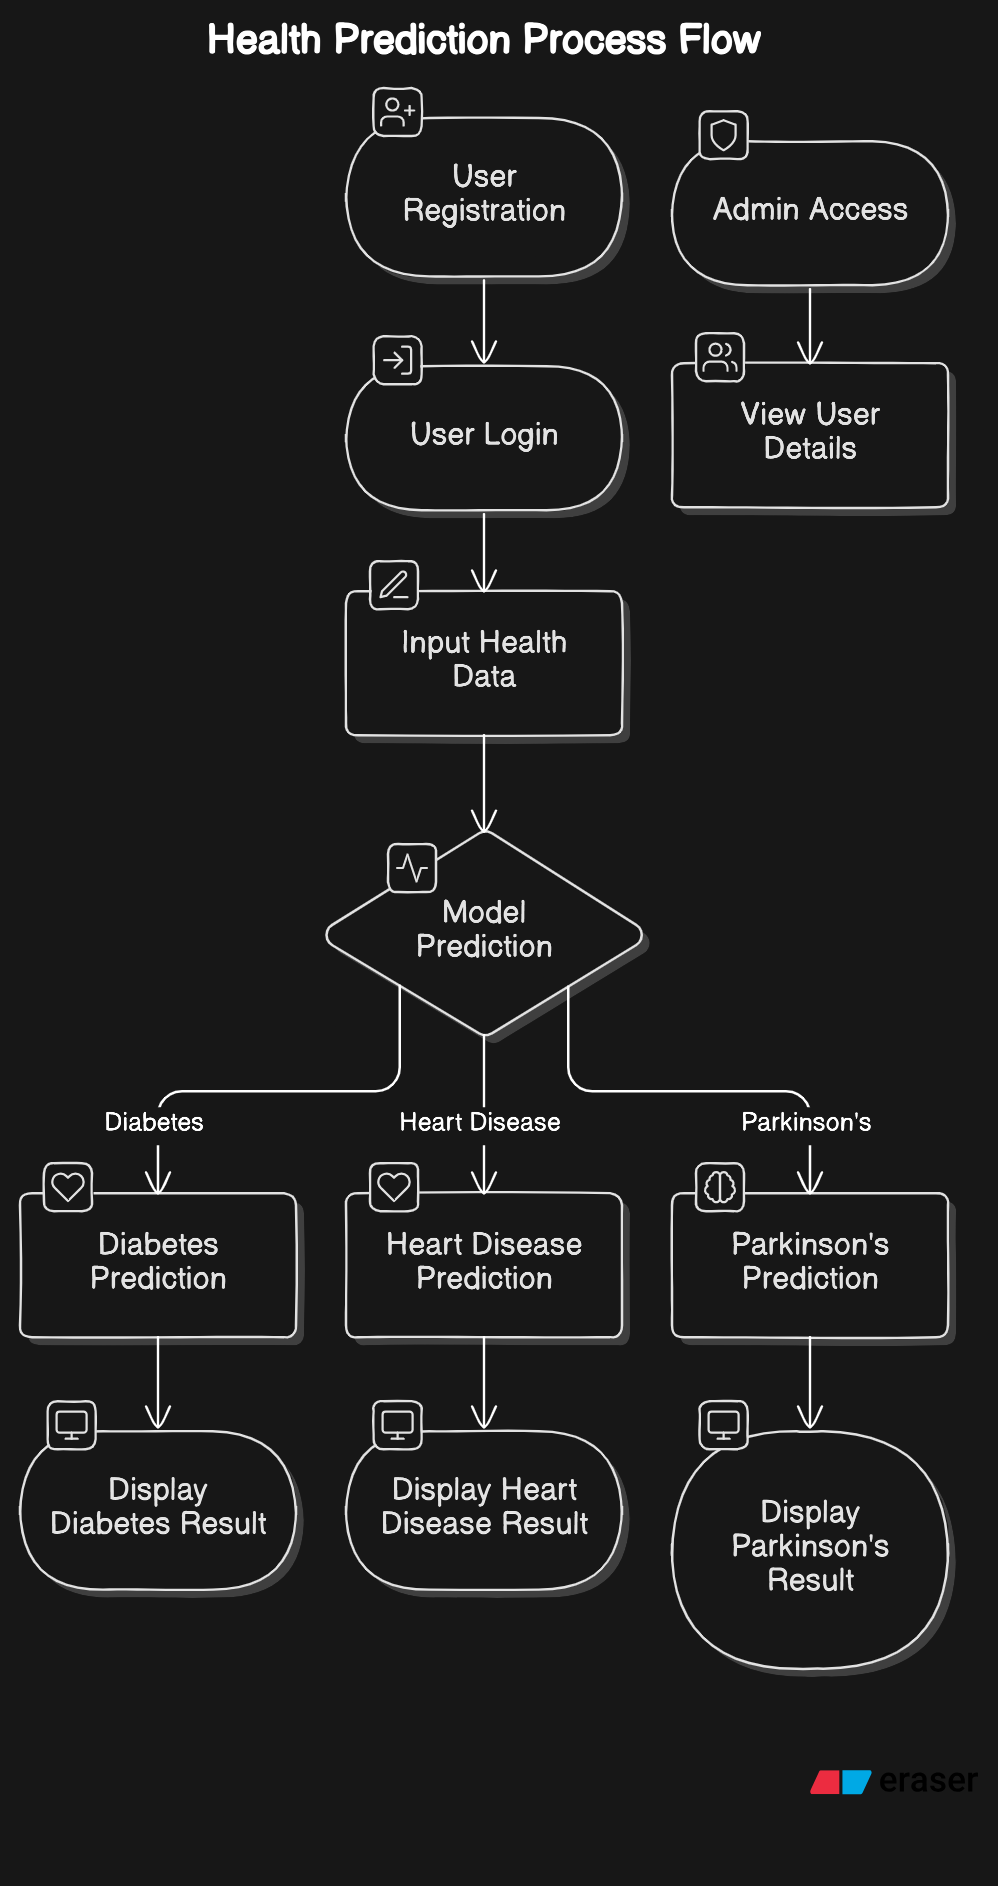 Health Prediction Process Flow
User
Registration
Admin Access
User Login
View User
Details
Input Health
Data
Model
Prediction
Diabetes
Heart Disease
Parkinson's
Diabetes
Prediction
Heart Disease
Prediction
Parkinson's
Prediction
Display
Diabetes Result
Display Heart
Disease Result
Display
Parkinson's
Result
eraser